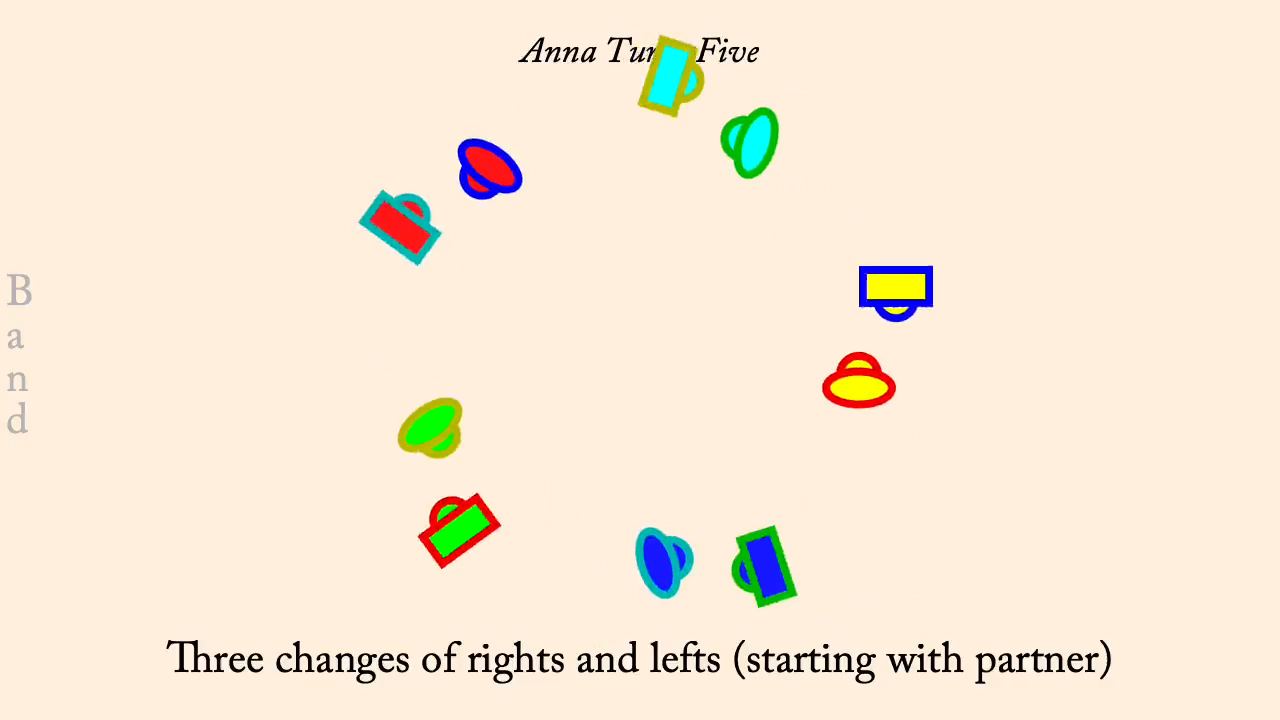 Anna Five
Band
Three changes of rights and lefts (starting with partner)